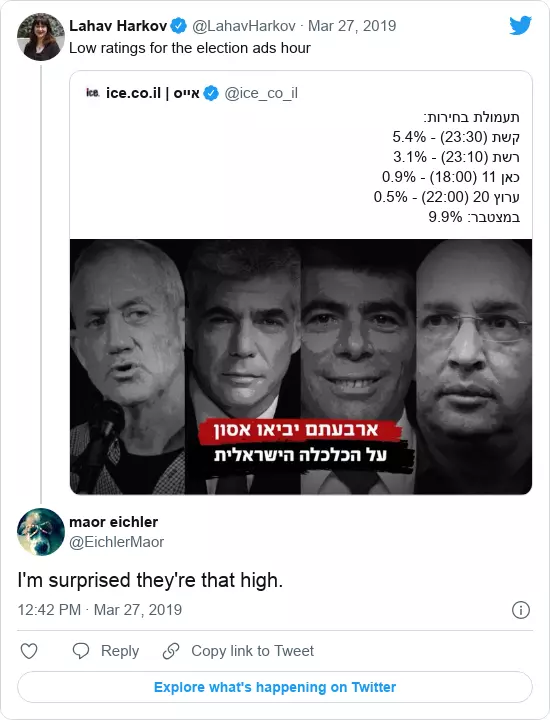 Lahav Harkov @LahavHarkov · Mar 27, 2019
Low ratings for the election ads hour
ice. ice.co.il | אייס @ice_co_il
תעמולת בחירות:
קשת (23:30) - 5.4%
רשת (23:10) - 3.1%
כאן 11 (18:00) - 0.9%
ערוץ 20 (22:00) - 0.5%
במצטבר: 9.9%
ארבעתם יביאו אסון
על הכלכלה הישראלית
maor eichler
@EichlerMaor
I'm surprised they're that high.
12:42 PM · Mar 27, 2019
Reply Copy link to Tweet
Explore what's happening on Twitter